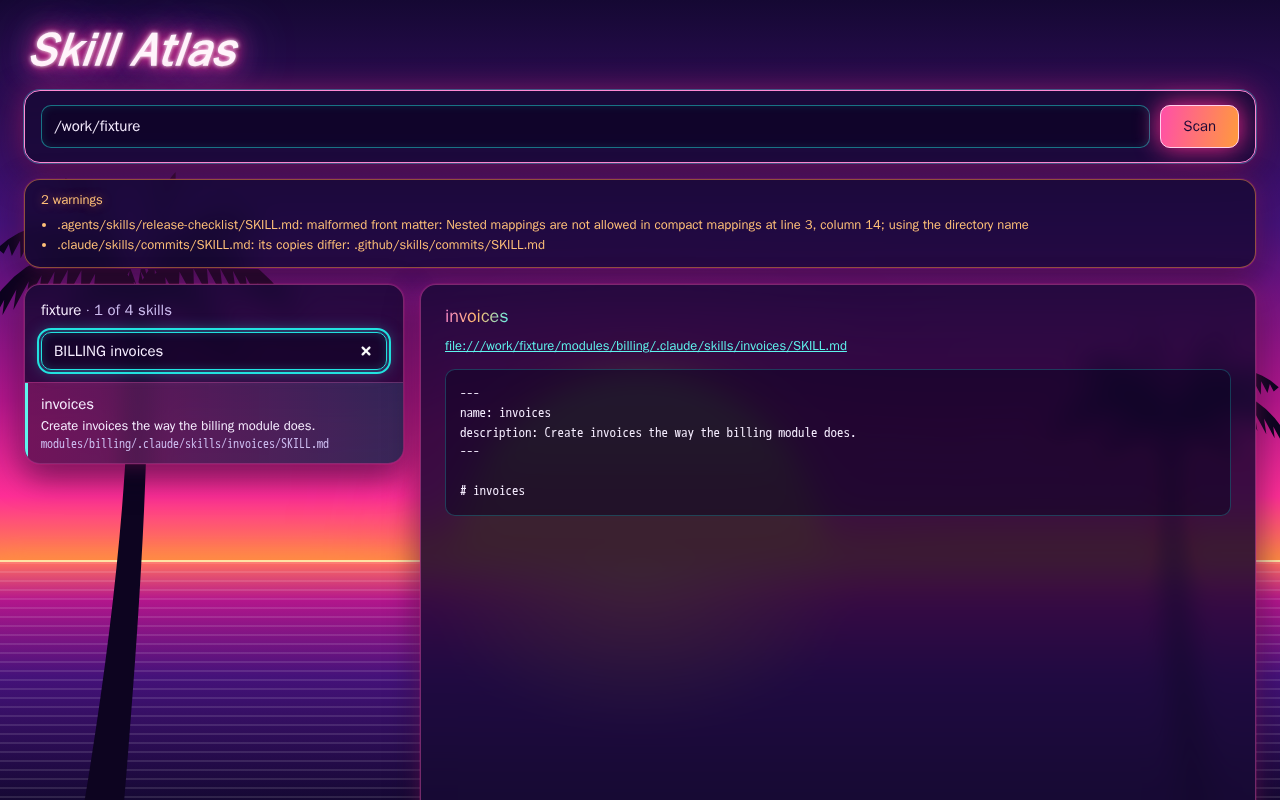 Skill Atlas
/work/fixture
Scan
2 warnings
• .agents/skills/release-checklist/SKILL.md: malformed front matter: Nested mappings are not allowed in compact mappings at line 3, column 14; using the directory name
• .claude/skills/commits/SKILL.md: its copies differ: .github/skills/commits/SKILL.md
fixture · 1 of 4 skills
BILLING invoices
invoices
Create invoices the way the billing module does.
modules/billing/.claude/skills/invoices/SKILL.md
invoices
file:///work/fixture/modules/billing/.claude/skills/invoices/SKILL.md
---
name: invoices
description: Create invoices the way the billing module does.
---
# invoices